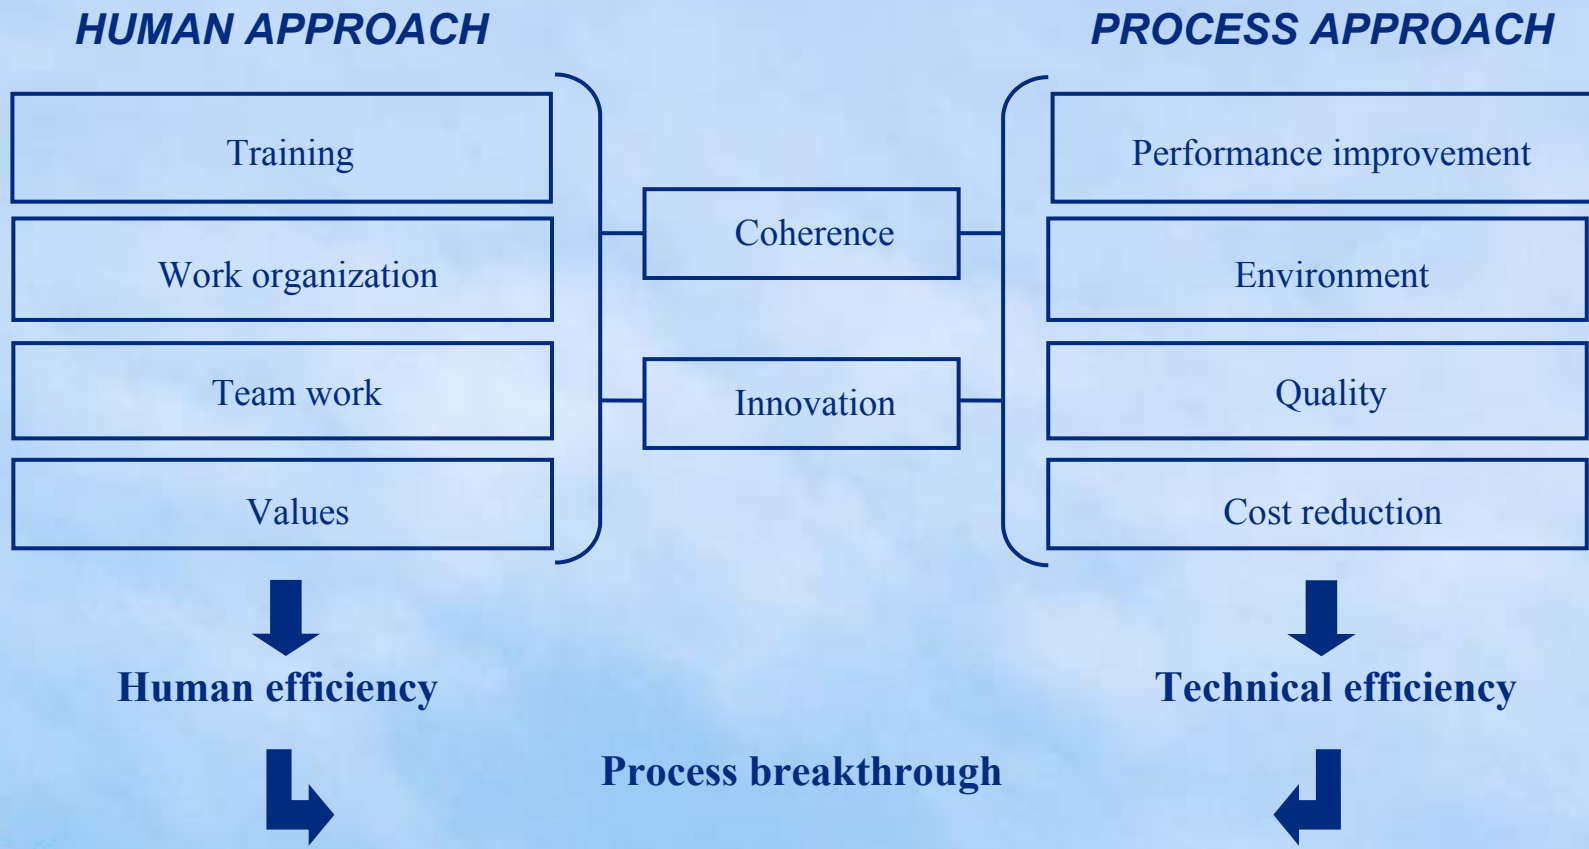 HUMAN APPROACH
PROCESS APPROACH
Training
Work organization
Team work
Values
Coherence
Innovation
Performance improvement
Environment
Quality
Cost reduction
Human efficiency
Technical efficiency
Process breakthrough